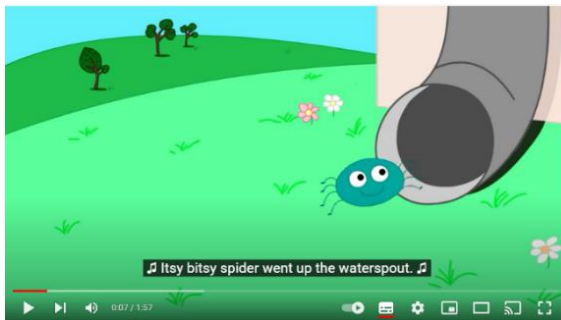 ♫ Itsy bitsy spider went up the waterspout. ♫
0:07 / 1:57